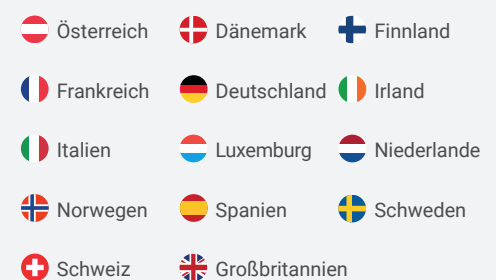 Österreich Dänemark Finnland
Frankreich Deutschland Irland
Italien Luxemburg Niederlande
Norwegen Spanien Schweden
Schweiz Großbritannien